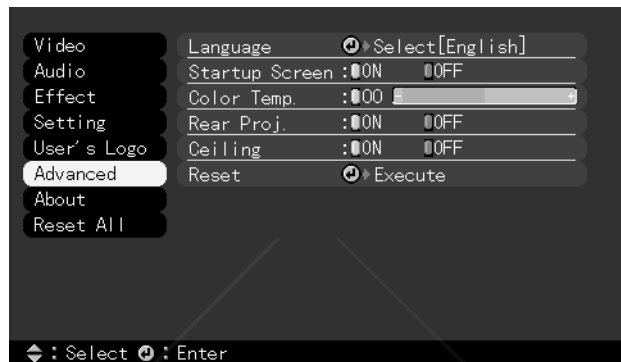 Video
Audio
Effect
Setting
User's Logo
Advanced
About
Reset All
Language Select[English]
Startup Screen : ON OFF
Color Temp. : 00 - +
Rear Proj. : ON OFF
Ceiling : ON OFF
Reset Execute
: Select : Enter